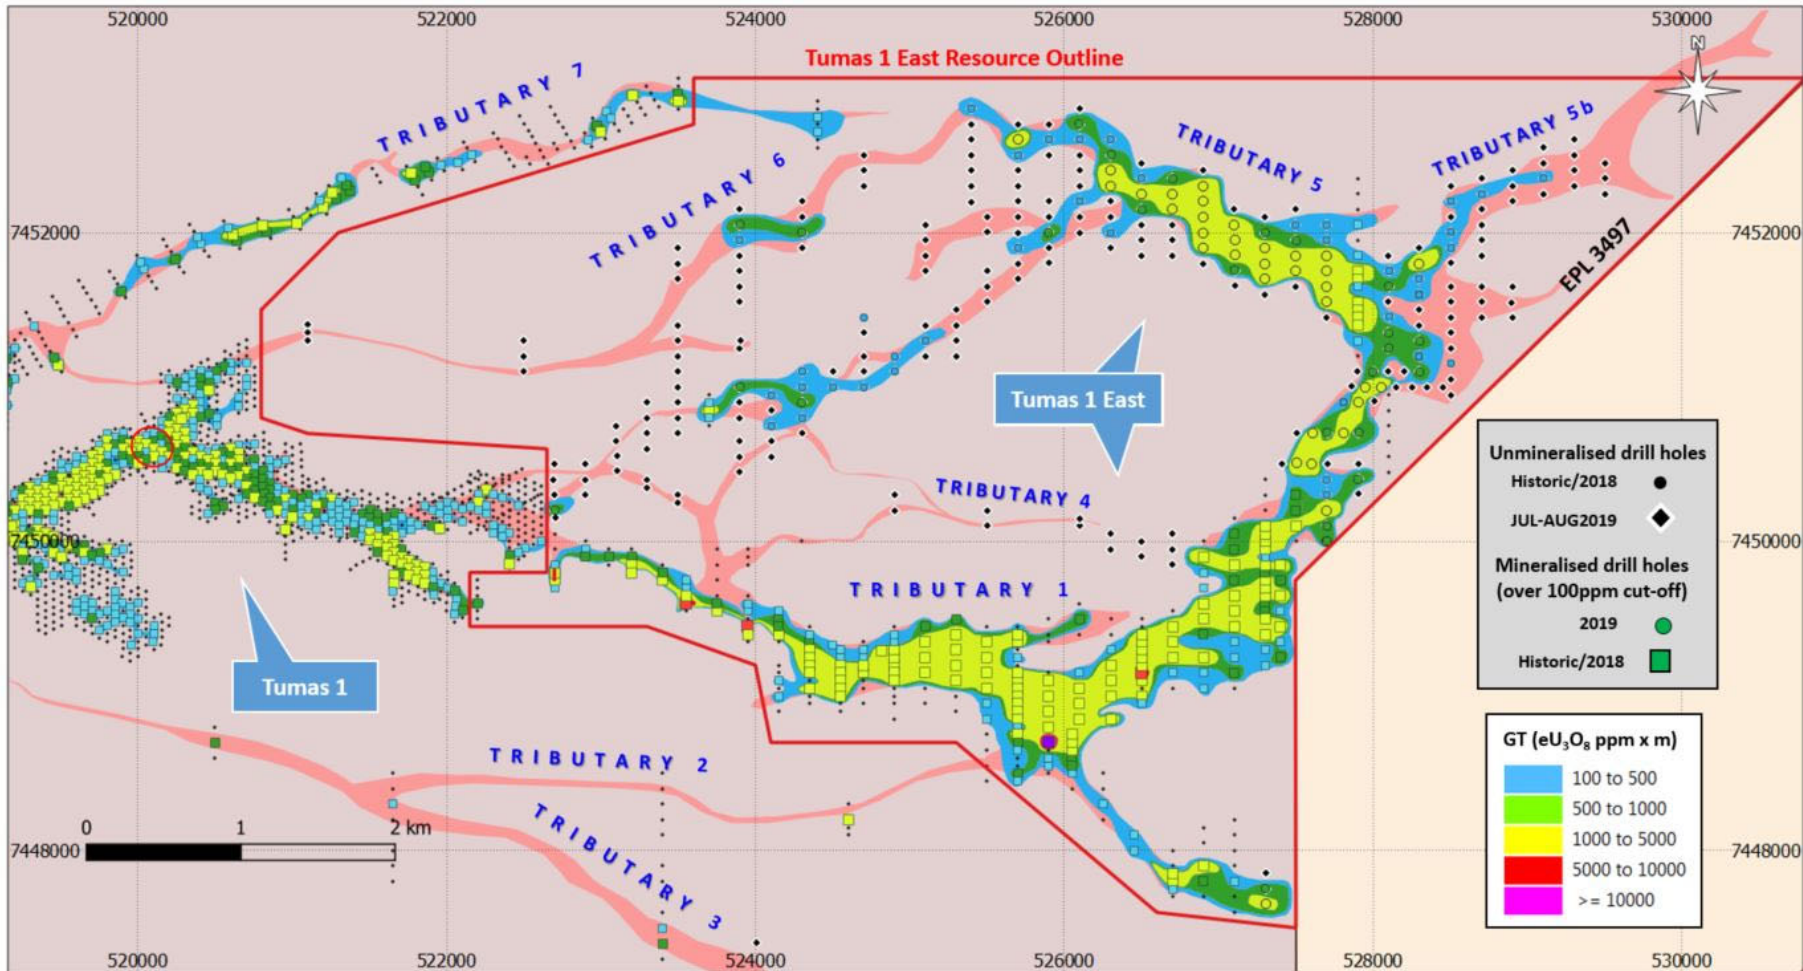 520000 522000 524000 526000 528000 530000
Tumas 1 East Resource Outline
N
TRIBUTARY 7
TRIBUTARY 6
TRIBUTARY 5
TRIBUTARY 5b
7452000 7452000
EPL 3497
Tumas 1 East
TRIBUTARY 4
7450000 7450000
TRIBUTARY 1
Tumas 1
TRIBUTARY 2
TRIBUTARY 3
0 1 2 km
7448000 7448000
Unmineralised drill holes
Historic/2018
JUL-AUG2019
Mineralised drill holes
(over 100ppm cut-off)
2019
Historic/2018
GT (eU₃O₈ ppm x m)
100 to 500
500 to 1000
1000 to 5000
5000 to 10000
>= 10000
520000 522000 524000 526000 528000 530000